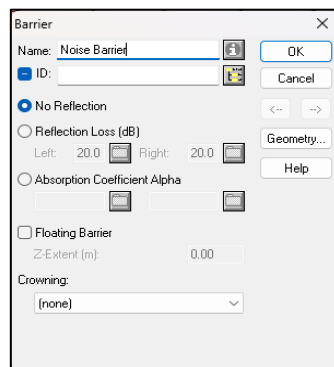 Barrier
Name: Noise Barrier
OK
ID:
Cancel
No Reflection
<-- -->
Reflection Loss (dB)
Geometry...
Left: 20.0 Right: 20.0
Help
Absorption Coefficient Alpha
Floating Barrier
Z-Extent (m): 0.00
Crowning:
(none)